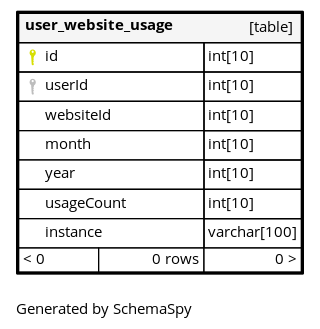 user_website_usage [table]
id int[10]
userId int[10]
websiteId int[10]
month int[10]
year int[10]
usageCount int[10]
instance varchar[100]
< 0 0 rows 0 >
Generated by SchemaSpy